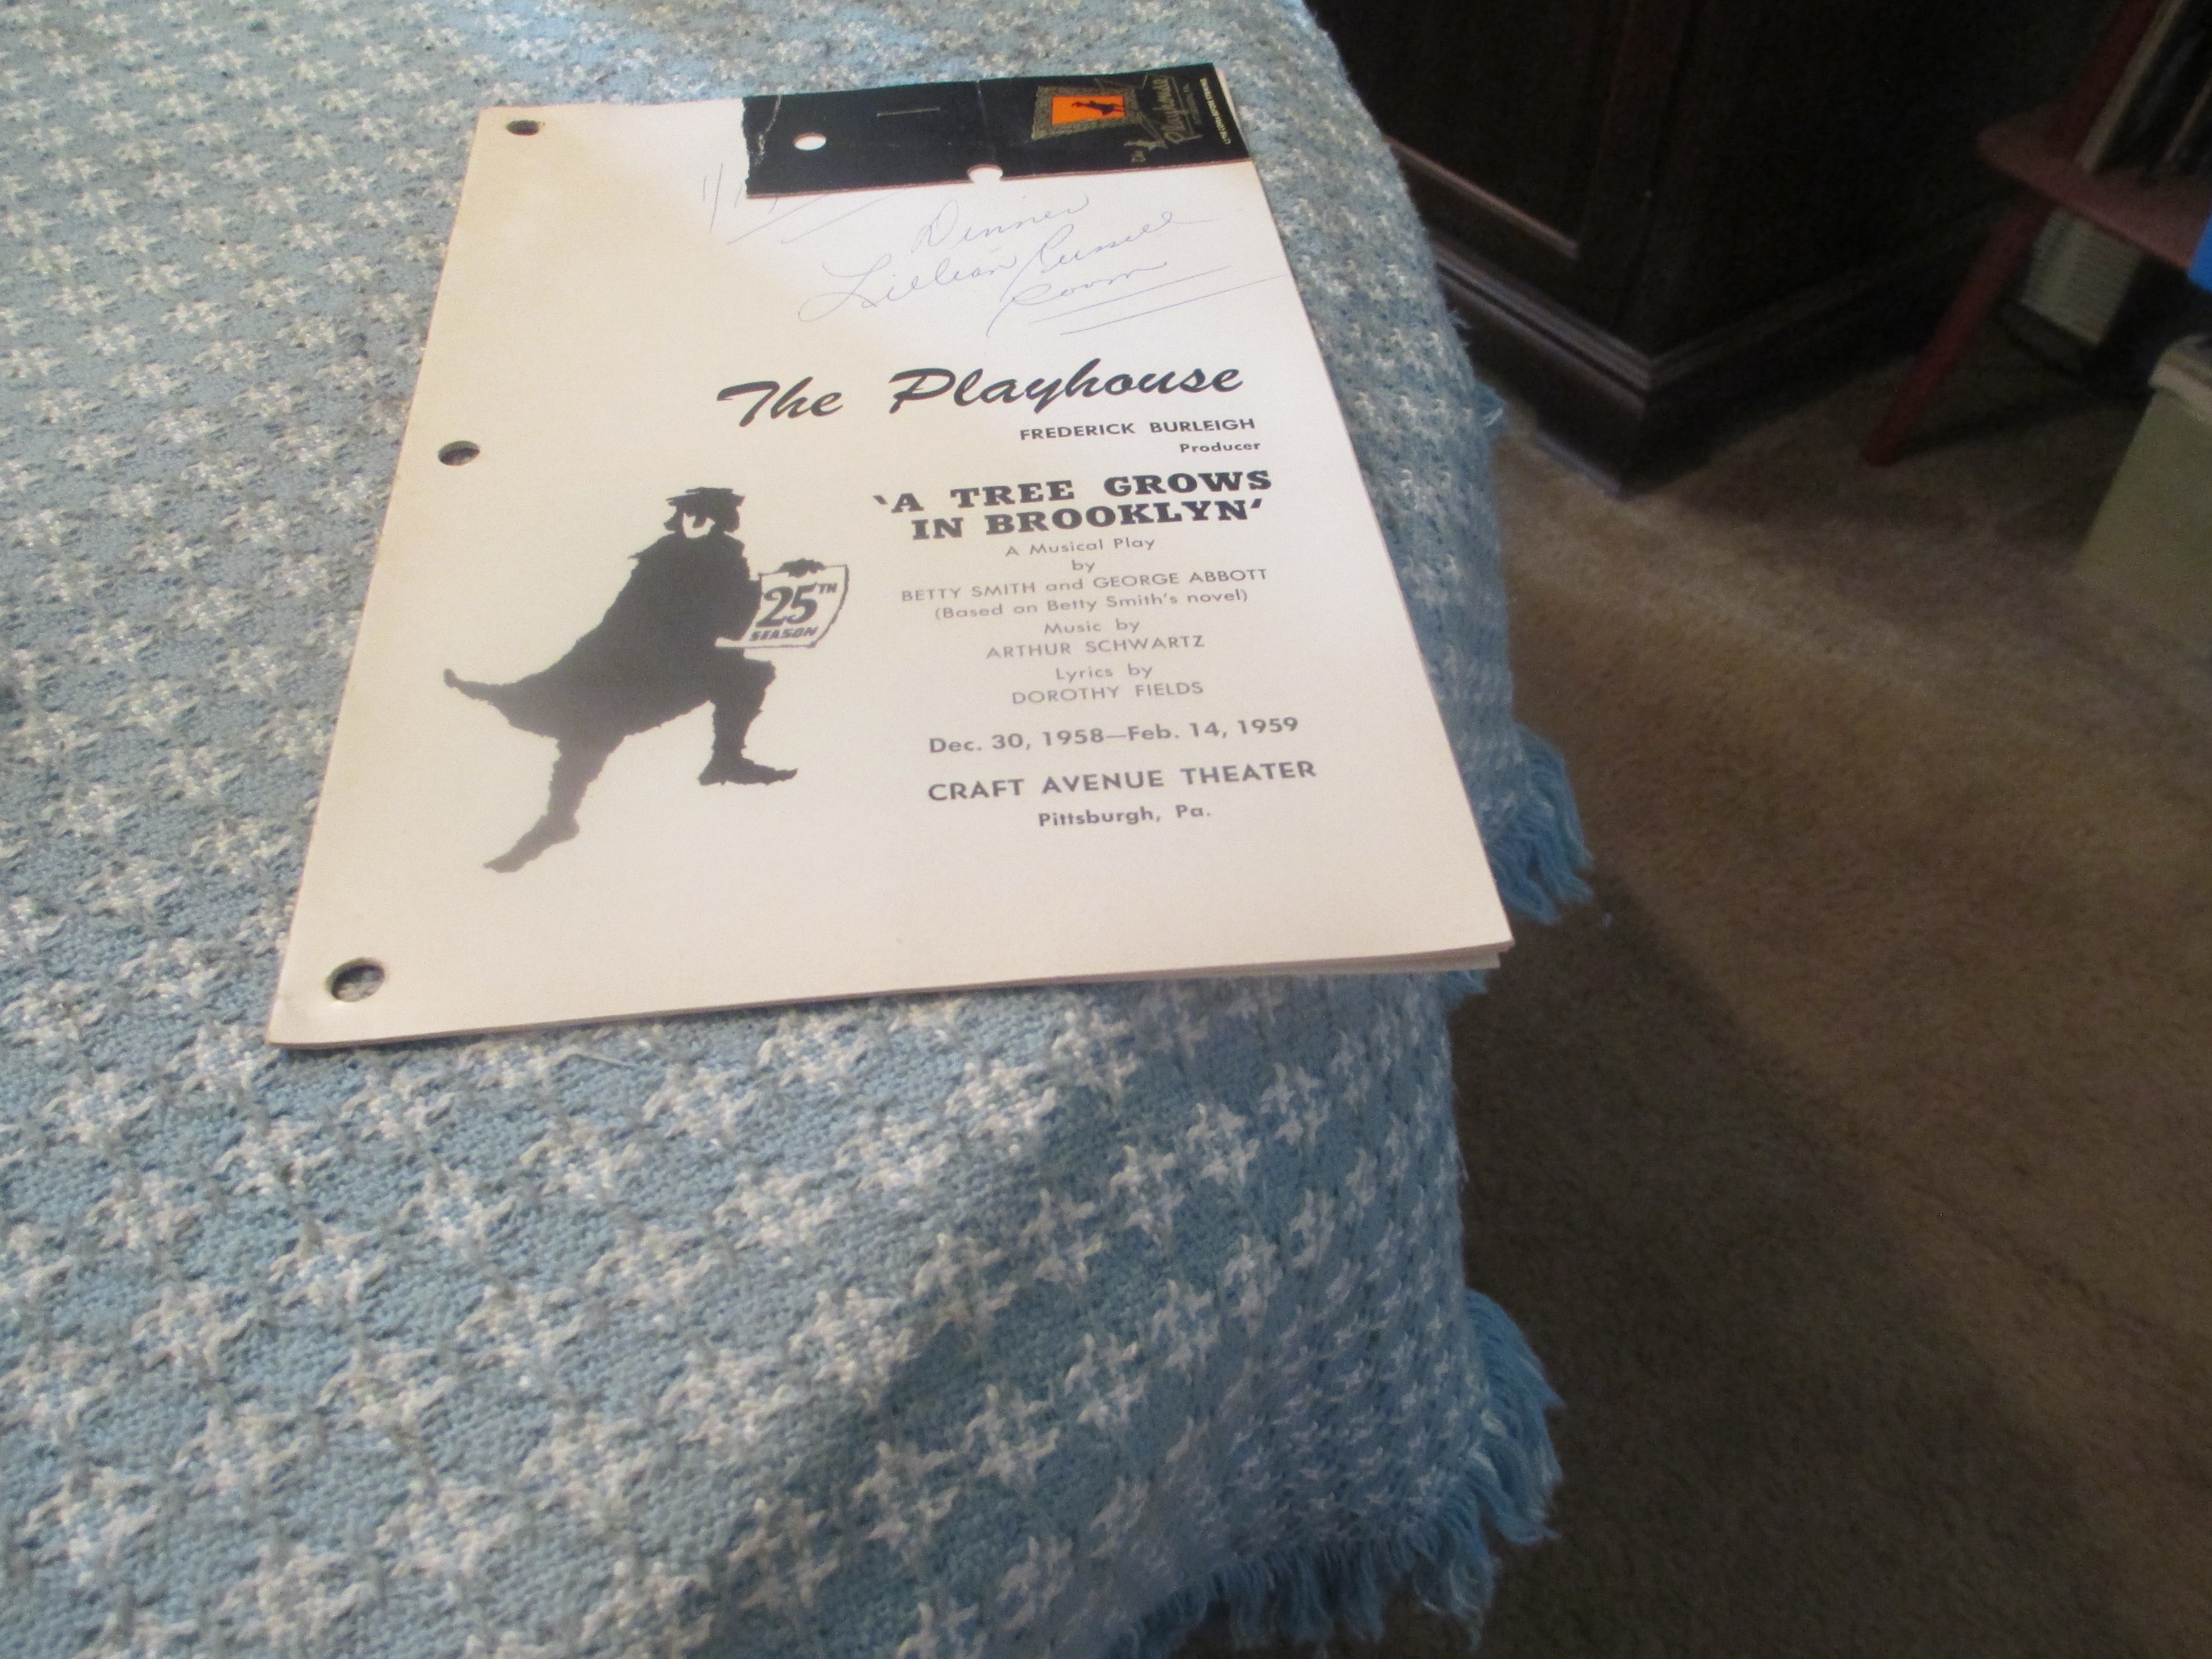 The
Playhouse
Dinner
Lillian Russell
Room
The Playhouse
FREDERICK BURLEIGH
Producer
'A TREE GROWS
IN BROOKLYN'
A Musical Play
by
BETTY SMITH and GEORGE ABBOTT
(Based on Betty Smith's novel)
Music by
ARTHUR SCHWARTZ
Lyrics by
DOROTHY FIELDS
Dec. 30, 1958—Feb. 14, 1959
CRAFT AVENUE THEATER
Pittsburgh, Pa.
25TH
SEASON